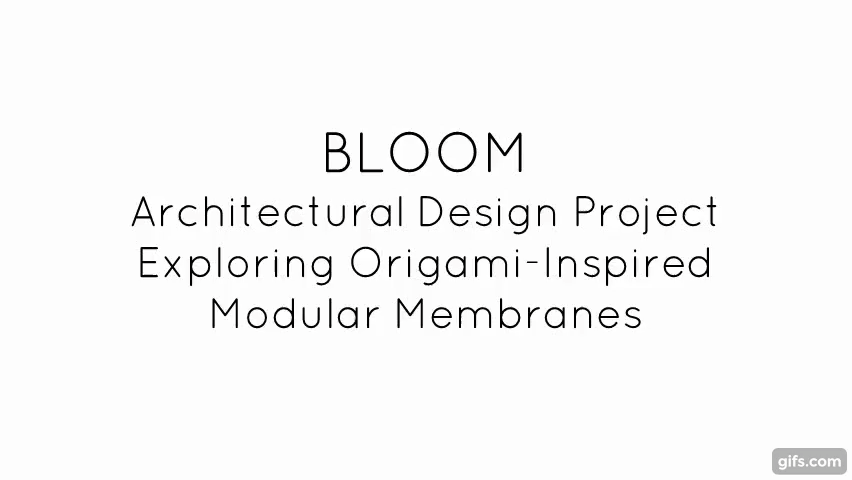 BLOOM
Architectural Design Project
Exploring Origami-Inspired
Modular Membranes
gifs.com